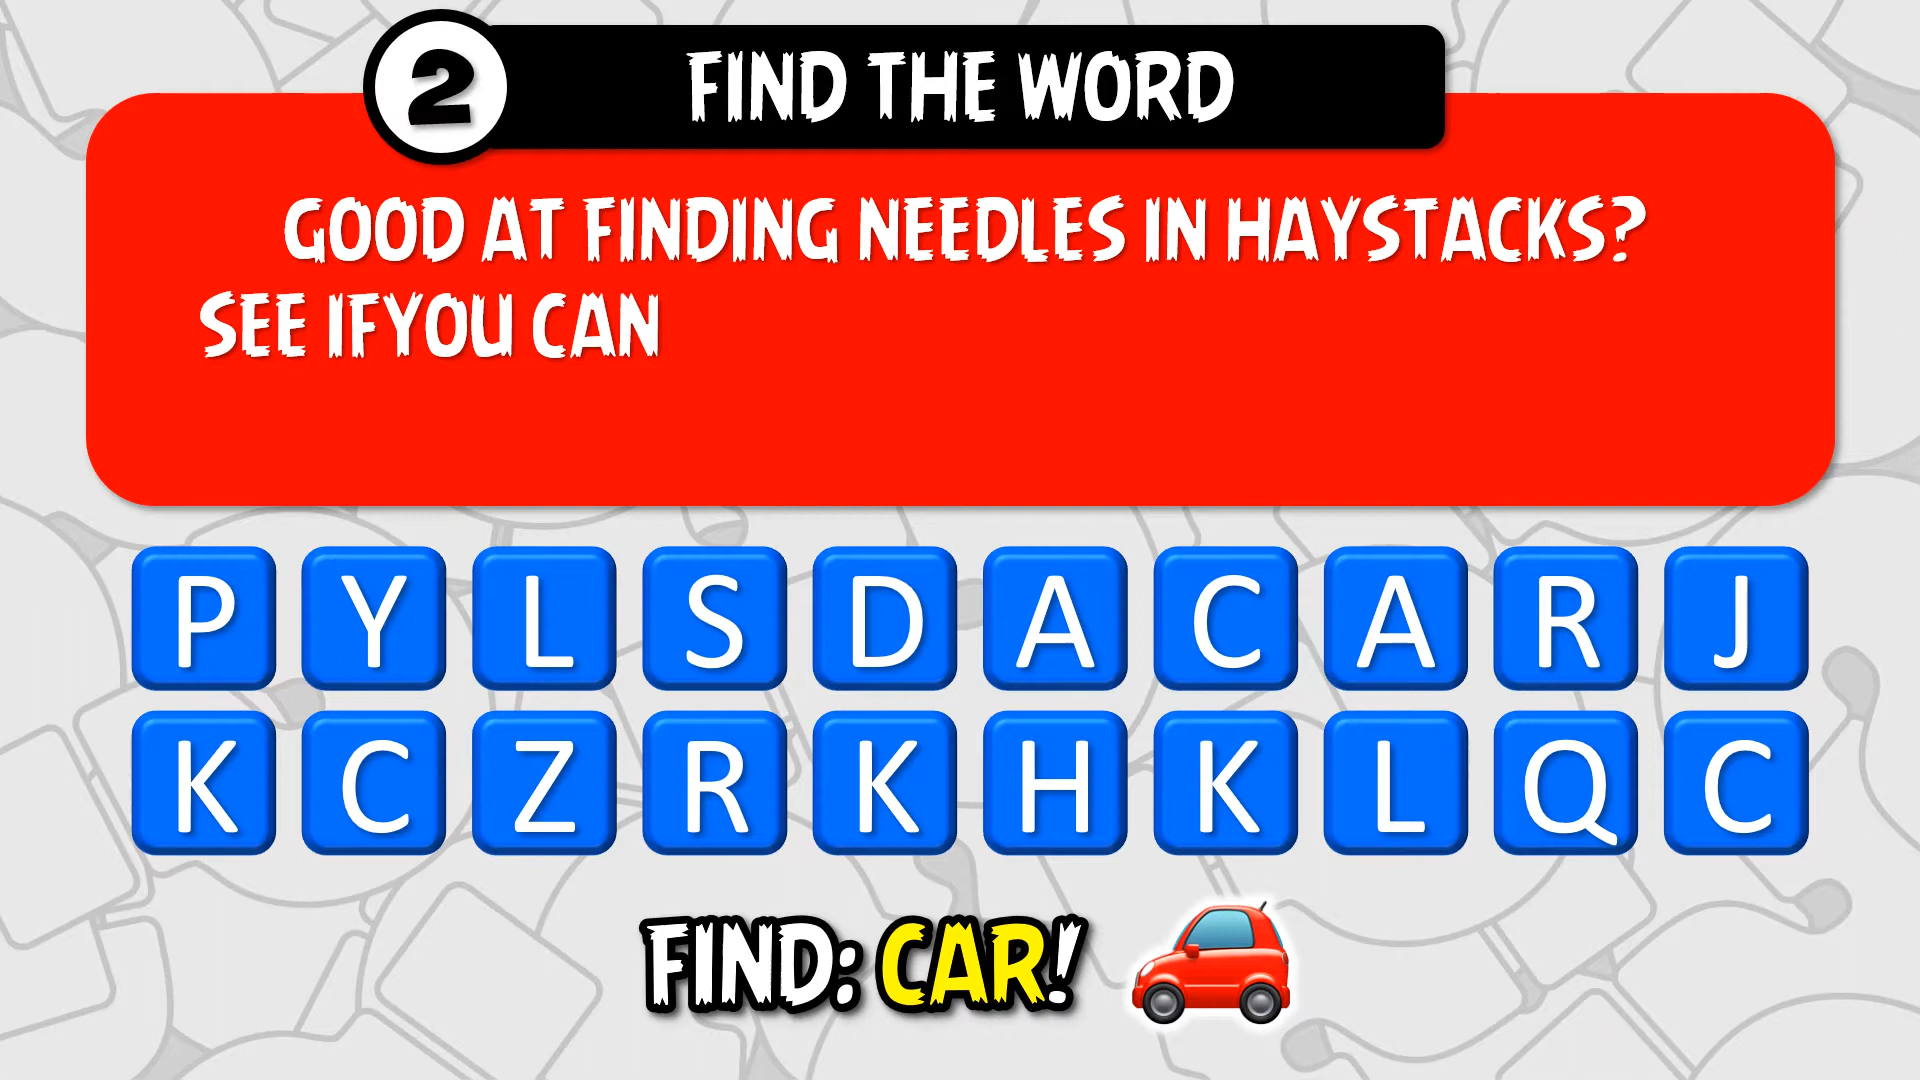 2
FIND THE WORD
GOOD AT FINDING NEEDLES IN HAYSTACKS?
SEE IFYOU CAN
P Y L S D A C A R J
K C Z R K H K L Q C
FIND: CAR!